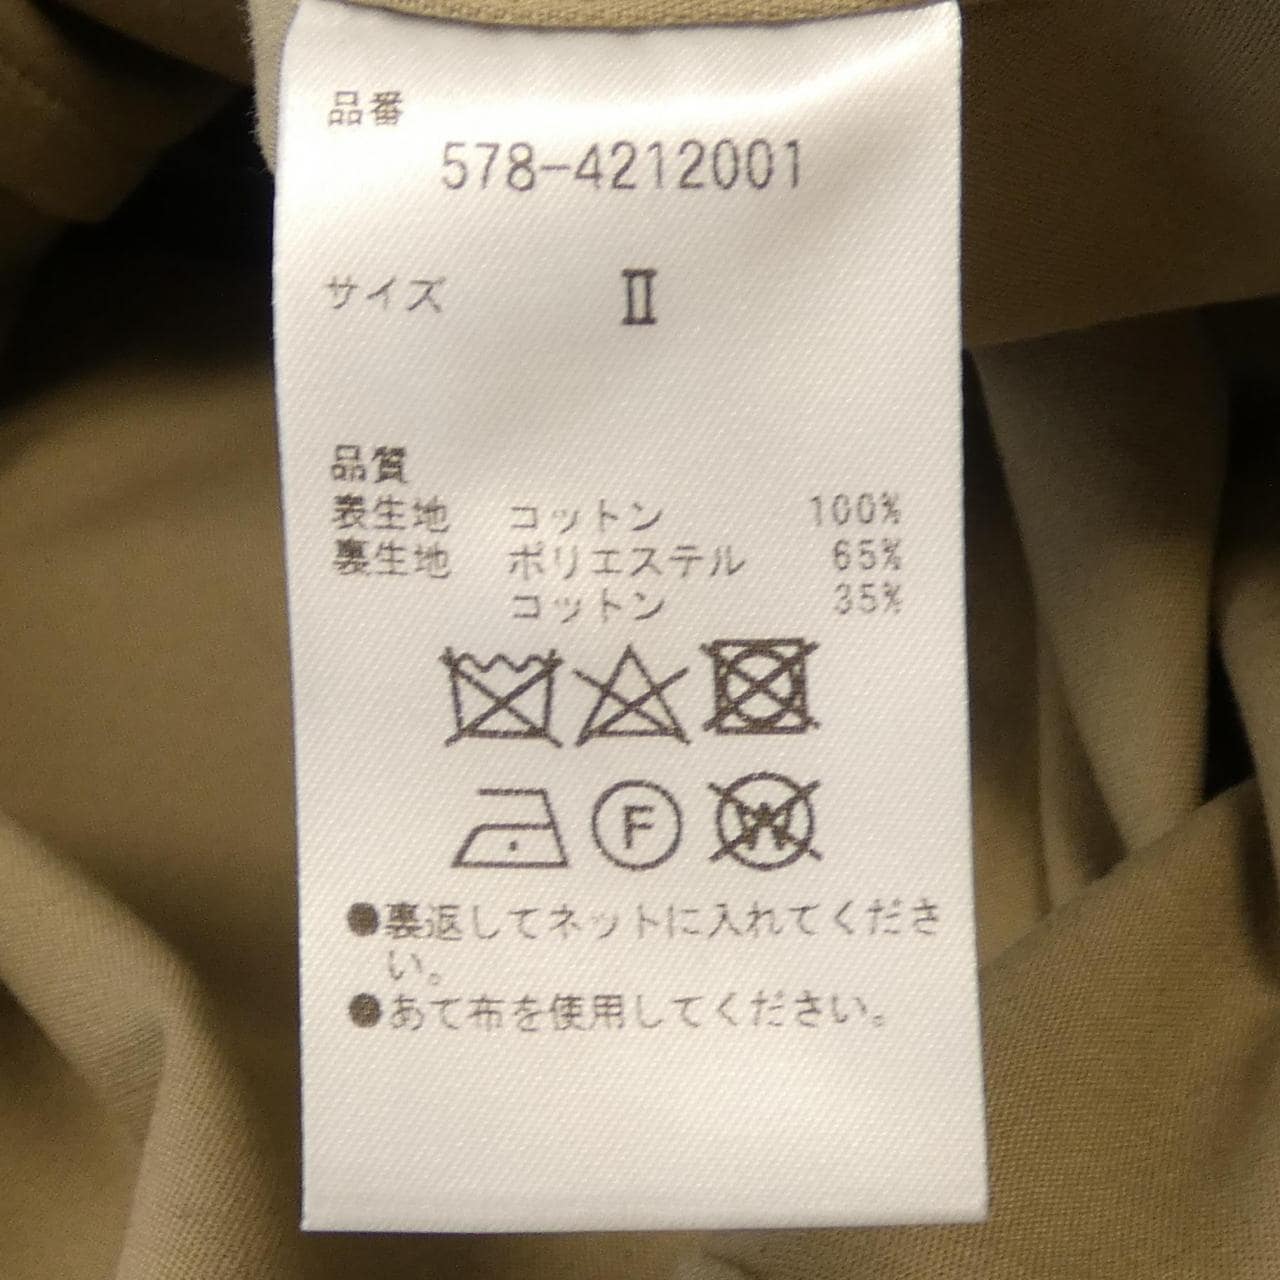 品番
578-4212001
サイズ Ⅱ
品質
表生地 コットン 100%
裏生地 ポリエステル 65%
コットン 35%
F W
●裏返してネットに入れてくださ
い。
●あて布を使用してください。